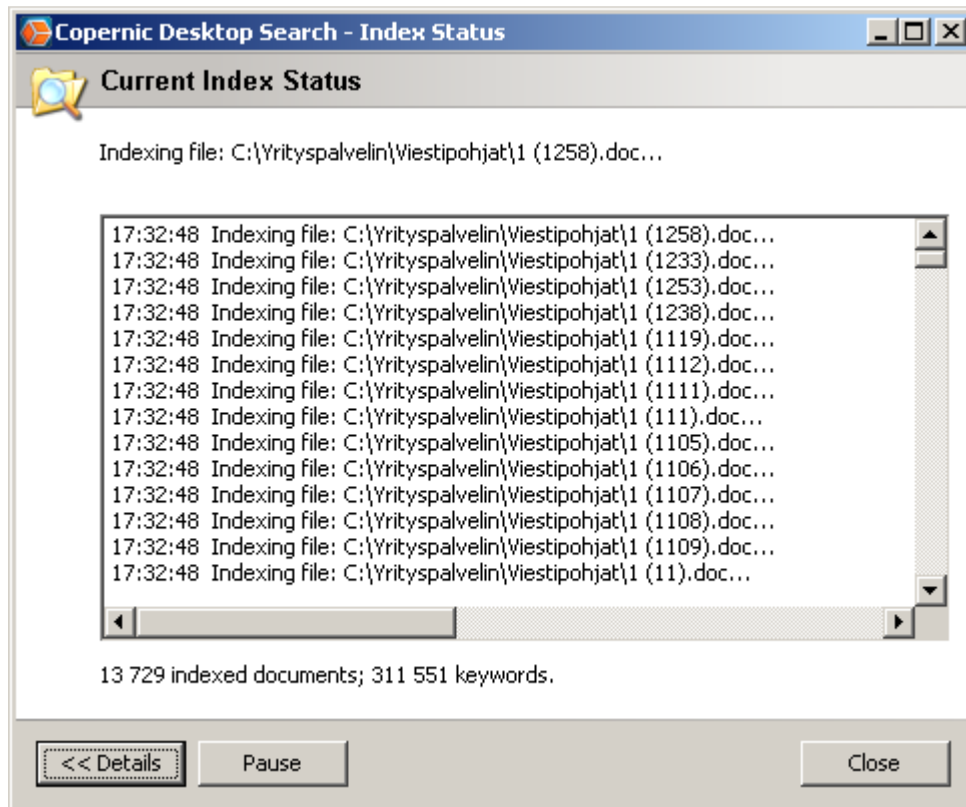 Copernic Desktop Search - Index Status
Current Index Status
Indexing file: C:\Yrityspalvelin\Viestipohjat\1 (1258).doc...
17:32:48 Indexing file: C:\Yrityspalvelin\Viestipohjat\1 (1258).doc...
17:32:48 Indexing file: C:\Yrityspalvelin\Viestipohjat\1 (1233).doc...
17:32:48 Indexing file: C:\Yrityspalvelin\Viestipohjat\1 (1253).doc...
17:32:48 Indexing file: C:\Yrityspalvelin\Viestipohjat\1 (1238).doc...
17:32:48 Indexing file: C:\Yrityspalvelin\Viestipohjat\1 (1119).doc...
17:32:48 Indexing file: C:\Yrityspalvelin\Viestipohjat\1 (1112).doc...
17:32:48 Indexing file: C:\Yrityspalvelin\Viestipohjat\1 (1111).doc...
17:32:48 Indexing file: C:\Yrityspalvelin\Viestipohjat\1 (111).doc...
17:32:48 Indexing file: C:\Yrityspalvelin\Viestipohjat\1 (1105).doc...
17:32:48 Indexing file: C:\Yrityspalvelin\Viestipohjat\1 (1106).doc...
17:32:48 Indexing file: C:\Yrityspalvelin\Viestipohjat\1 (1107).doc...
17:32:48 Indexing file: C:\Yrityspalvelin\Viestipohjat\1 (1108).doc...
17:32:48 Indexing file: C:\Yrityspalvelin\Viestipohjat\1 (1109).doc...
17:32:48 Indexing file: C:\Yrityspalvelin\Viestipohjat\1 (11).doc...
13 729 indexed documents; 311 551 keywords.
<< Details Pause Close